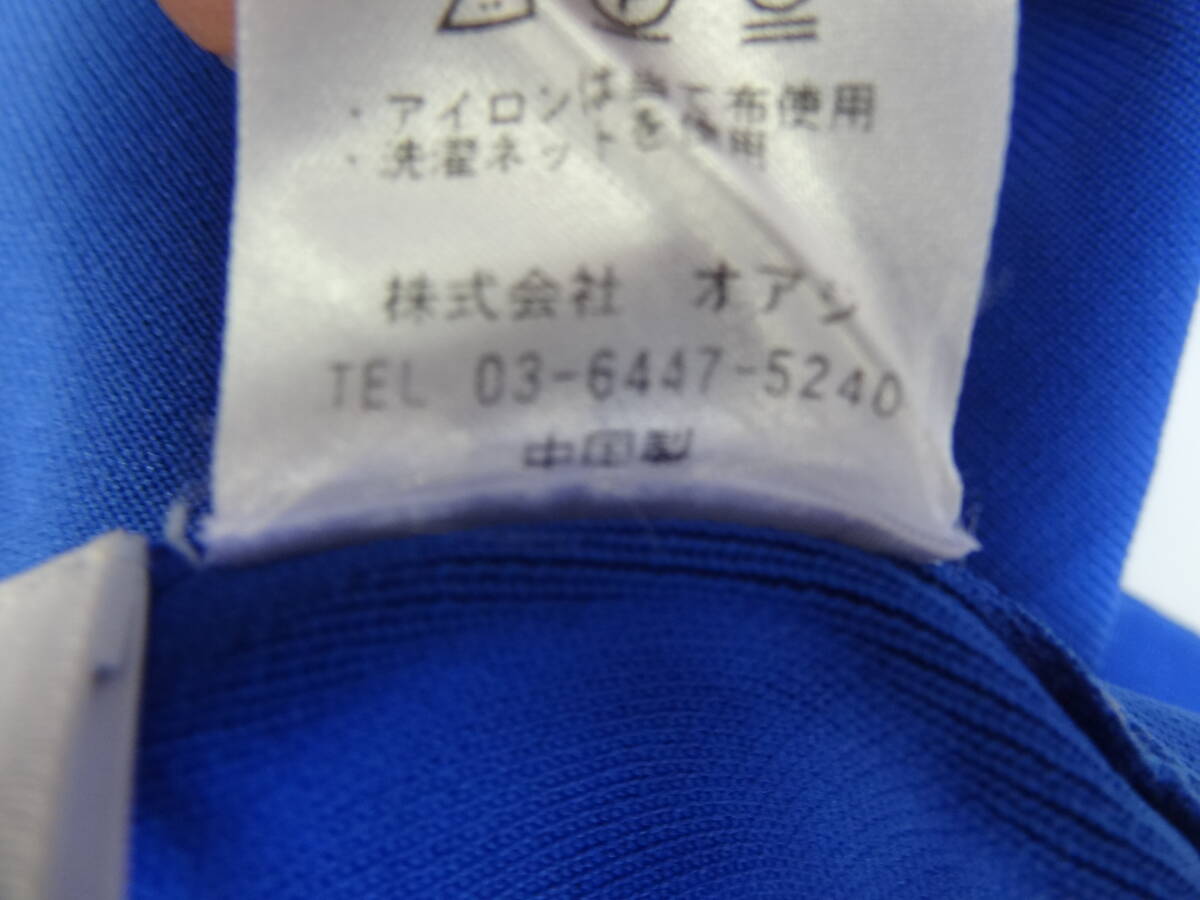 ・アイロンは当て布使用
・洗濯ネットを使用
株式会社 オアシ
TEL 03-6447-5240
中国製